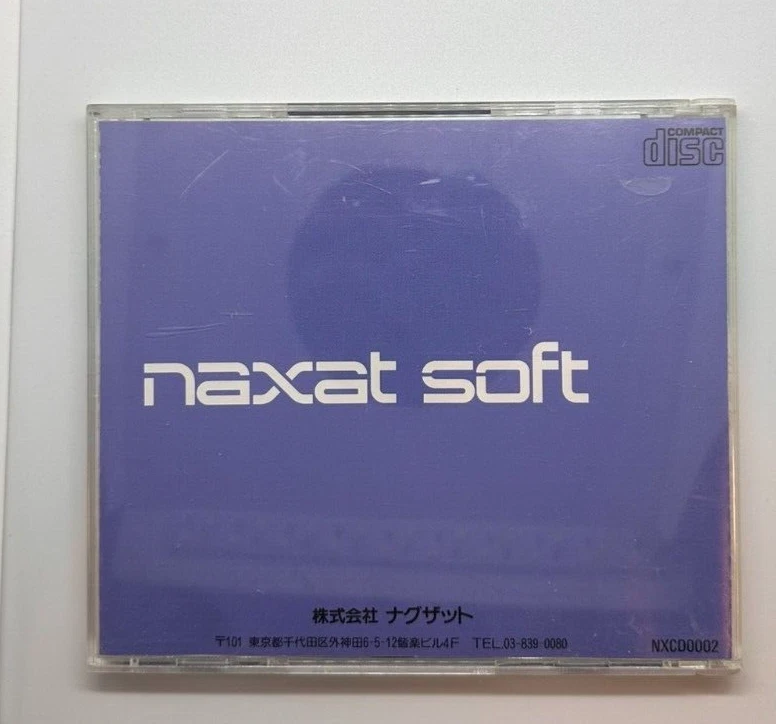 COMPACT
disc
naxat soft
株式会社 ナグザット
〒101 東京都千代田区外神田6-5-12偕楽ビル4F TEL.03-839-0080
NXCD0002